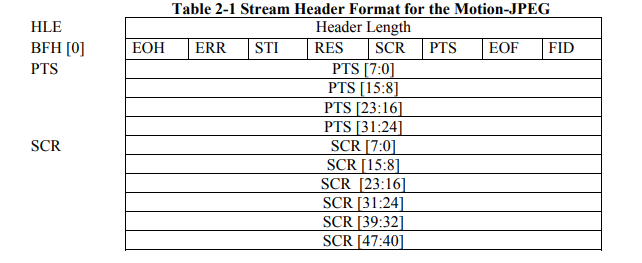 Table 2-1 Stream Header Format for the Motion-JPEG
HLE Header Length
BFH [0] EOH ERR STI RES SCR PTS EOF FID
PTS PTS [7:0]
PTS [15:8]
PTS [23:16]
PTS [31:24]
SCR SCR [7:0]
SCR [15:8]
SCR [23:16]
SCR [31:24]
SCR [39:32]
SCR [47:40]